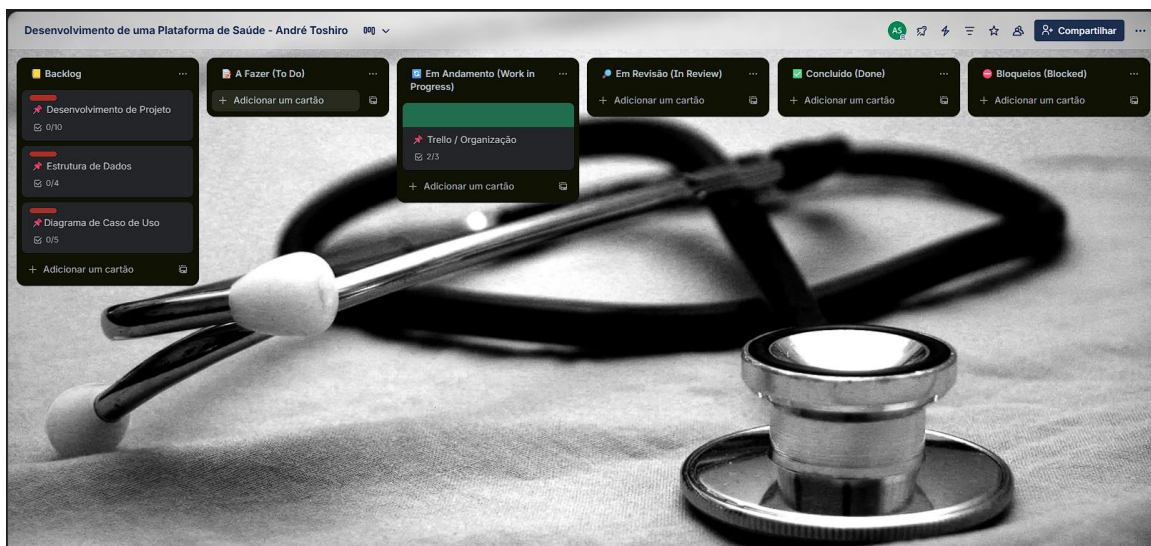 Desenvolvimento de uma Plataforma de Saúde - André Toshiro
AS
Compartilhar
Backlog
Desenvolvimento de Projeto
0/10
Estrutura de Dados
0/4
Diagrama de Caso de Uso
0/5
+ Adicionar um cartão
A Fazer (To Do)
+ Adicionar um cartão
Em Andamento (Work in
Progress)
Trello / Organização
2/3
+ Adicionar um cartão
Em Revisão (In Review)
+ Adicionar um cartão
Concluído (Done)
+ Adicionar um cartão
Bloqueios (Blocked)
+ Adicionar um cartão